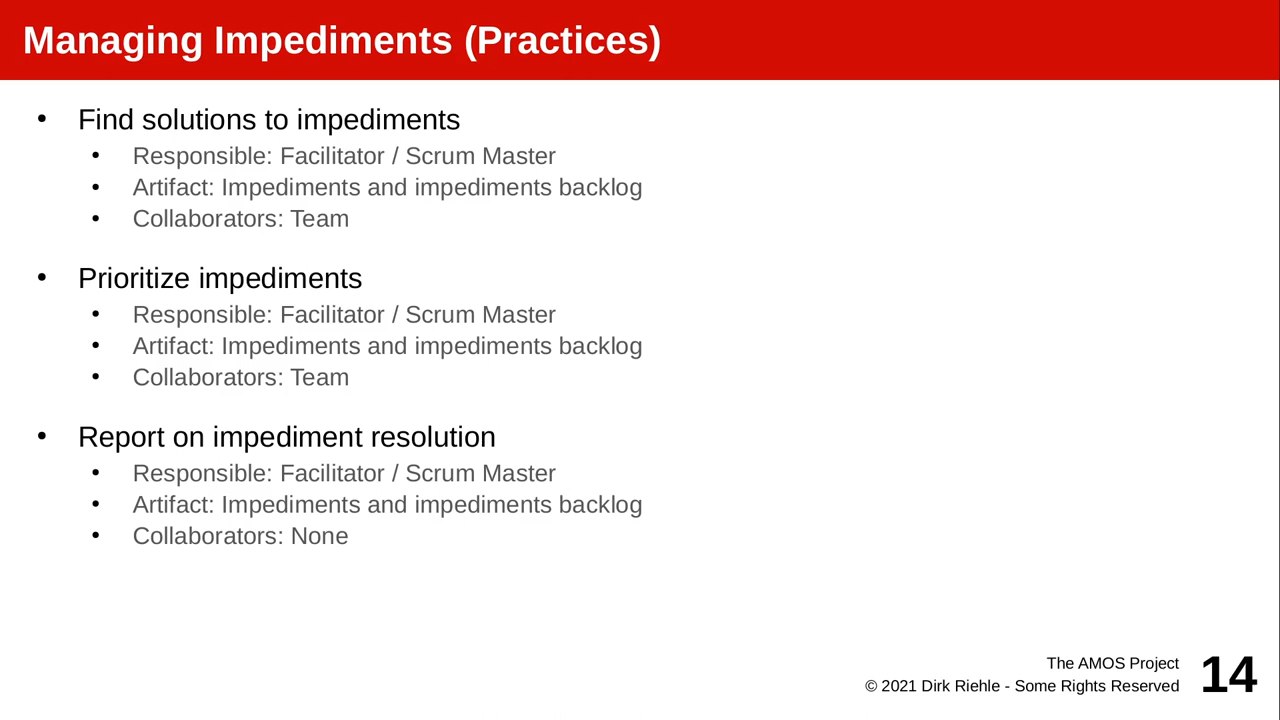 Managing Impediments (Practices)
• Find solutions to impediments
• Responsible: Facilitator / Scrum Master
• Artifact: Impediments and impediments backlog
• Collaborators: Team
• Prioritize impediments
• Responsible: Facilitator / Scrum Master
• Artifact: Impediments and impediments backlog
• Collaborators: Team
• Report on impediment resolution
• Responsible: Facilitator / Scrum Master
• Artifact: Impediments and impediments backlog
• Collaborators: None
The AMOS Project
© 2021 Dirk Riehle - Some Rights Reserved
14